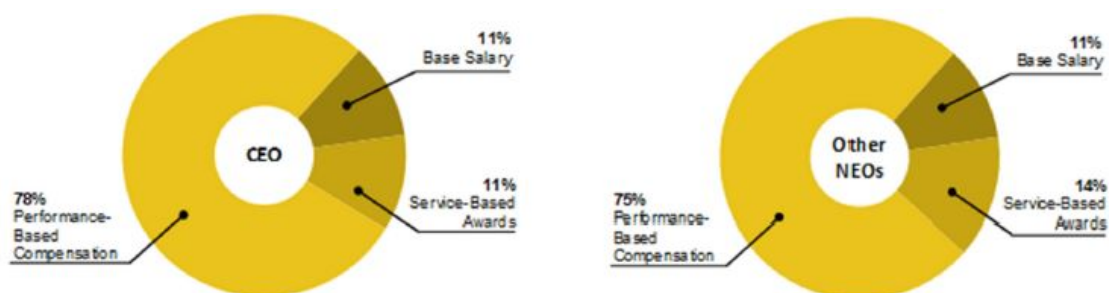 11%
Base Salary
CEO
11%
Service-Based
Awards
78%
Performance-
Based
Compensation
11%
Base Salary
Other
NEOs
14%
Service-Based
Awards
75%
Performance-
Based
Compensation